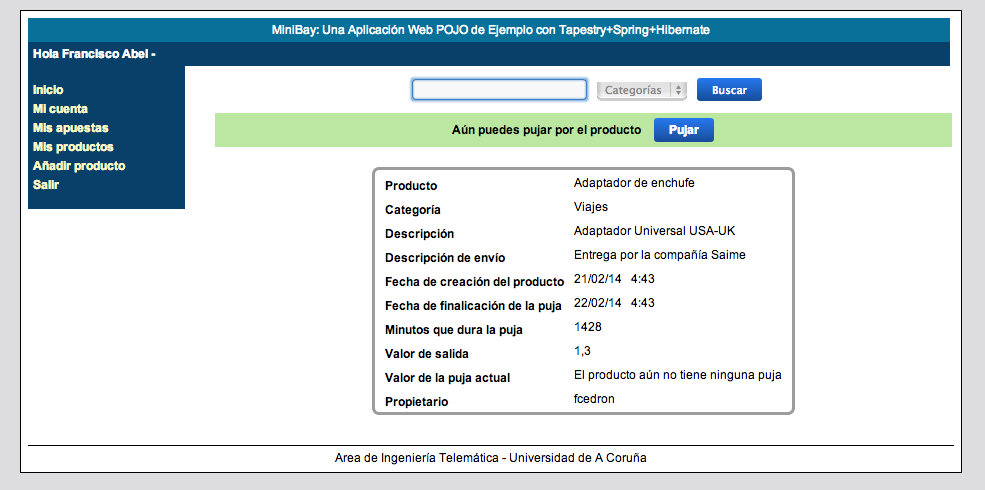 MiniBay: Una Aplicación Web POJO de Ejemplo con Tapestry+Spring+Hibernate
Hola Francisco Abel -
Inicio
Mi cuenta
Mis apuestas
Mis productos
Añadir producto
Salir
Categorías Buscar
Aún puedes pujar por el producto Pujar
Producto Adaptador de enchufe
Categoría Viajes
Descripción Adaptador Universal USA-UK
Descripción de envío Entrega por la compañía Saime
Fecha de creación del producto 21/02/14 4:43
Fecha de finalicación de la puja 22/02/14 4:43
Minutos que dura la puja 1428
Valor de salida 1,3
Valor de la puja actual El producto aún no tiene ninguna puja
Propietario fcedron
Area de Ingeniería Telemática - Universidad de A Coruña